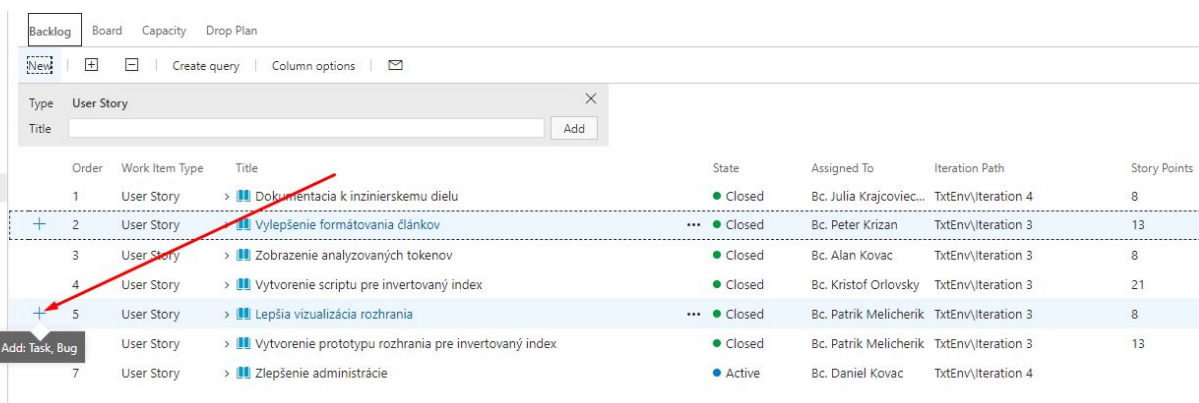 Backlog Board Capacity Drop Plan
New Create query Column options
Type User Story
Title Add
Order Work Item Type Title State Assigned To Iteration Path Story Points
1 User Story Dokumentacia k inzinierskemu dielu Closed Bc. Julia Krajcoviec... TxtEnv\Iteration 4 8
2 User Story Vylepšenie formátovania článkov ... Closed Bc. Peter Krizan TxtEnv\Iteration 3 13
3 User Story Zobrazenie analyzovaných tokenov Closed Bc. Alan Kovac TxtEnv\Iteration 3 8
4 User Story Vytvorenie scriptu pre invertovaný index Closed Bc. Kristof Orlovsky TxtEnv\Iteration 3 21
5 User Story Lepšia vizualizácia rozhrania ... Closed Bc. Patrik Melicherik TxtEnv\Iteration 3 8
Add: Task, Bug User Story Vytvorenie prototypu rozhrania pre invertovaný index Closed Bc. Patrik Melicherik TxtEnv\Iteration 3 13
7 User Story Zlepšenie administrácie Active Bc. Daniel Kovac TxtEnv\Iteration 4